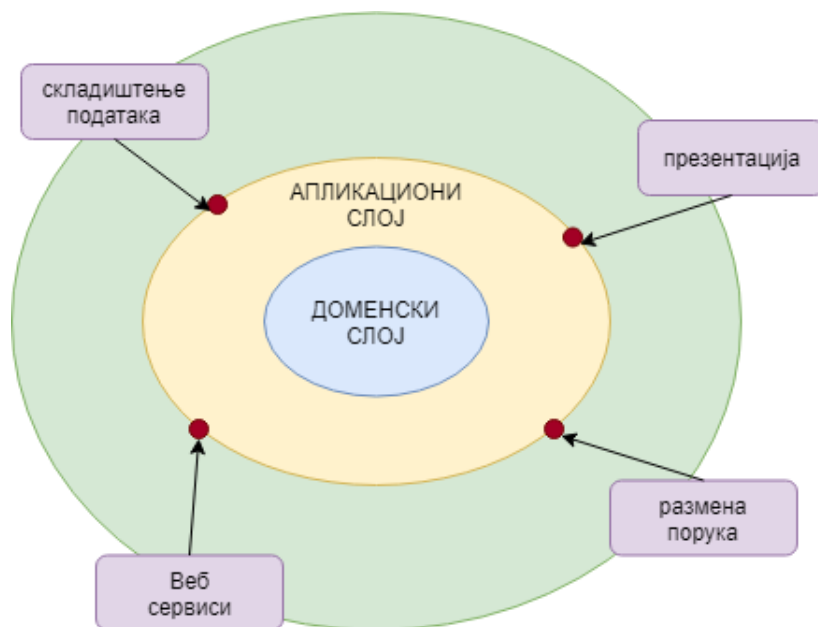 складиштење
података
презентација
АПЛИКАЦИОНИ
СЛОЈ
ДОМЕНСКИ
СЛОЈ
размена
порука
Веб
сервиси